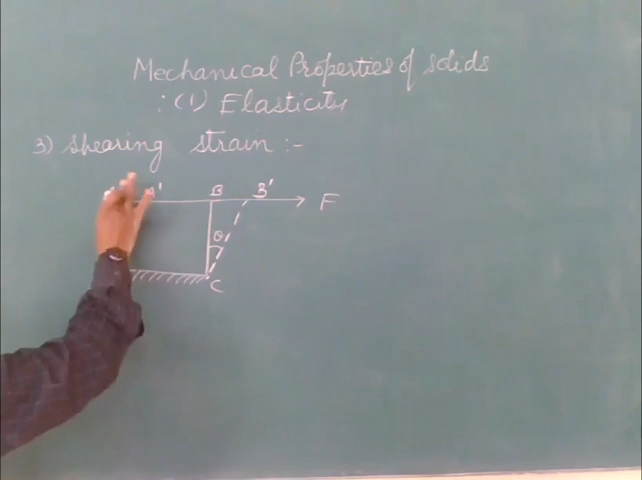 Mechanical Properties of solids
:(1) Elasticity
3) Shearing strain :-
B B' F
θ
C